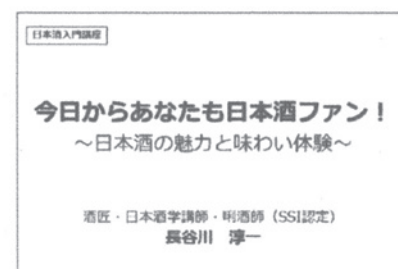 日本酒入門講座
今日からあなたも日本酒ファン！
～日本酒の魅力と味わい体験～
酒匠・日本酒学講師・唎酒師（SSI認定）
長谷川 淳一